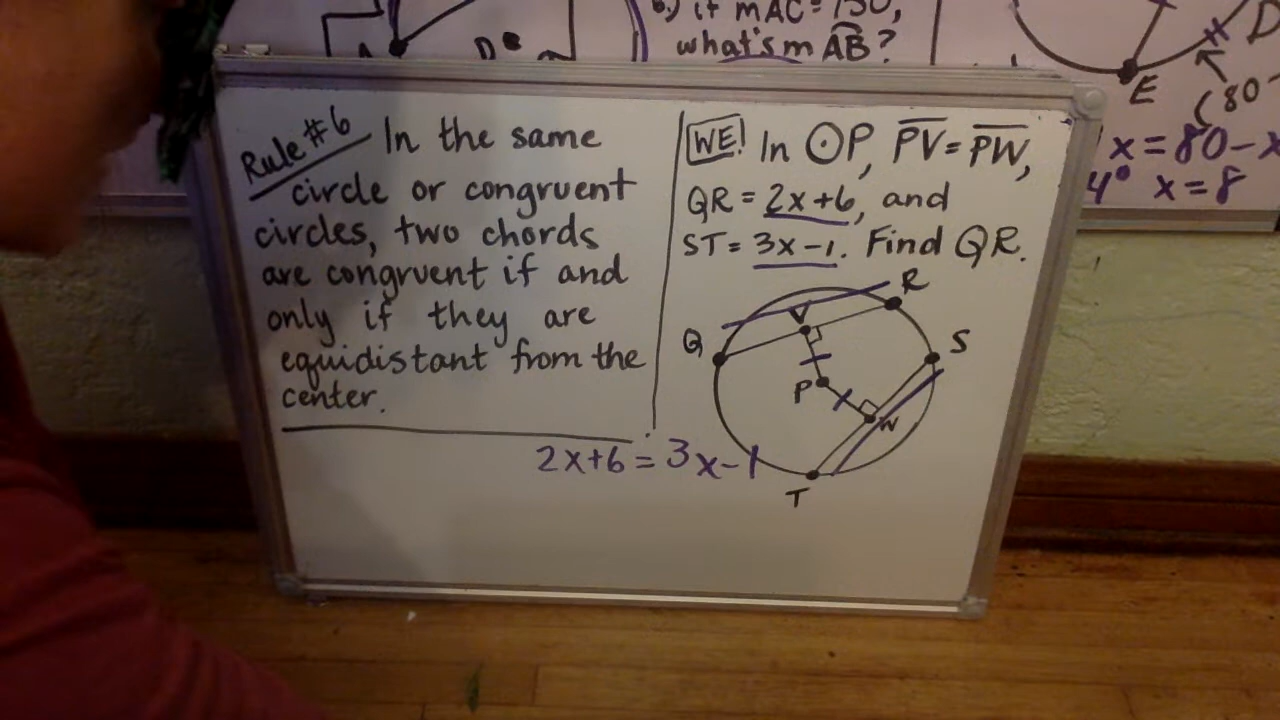 b.) if mAC = 150,
what's m AB?
A
D
D
E
(80-
x = 80 - x
4° x = 8
Rule #6
In the same
circle or congruent
circles, two chords
are congruent if and
only if they are
equidistant from the
center.
WE! In ⊙P, PV = PW,
QR = 2x+6, and
ST = 3x-1. Find QR.
R
V
Q
S
P
W
T
2x+6 = 3x-1